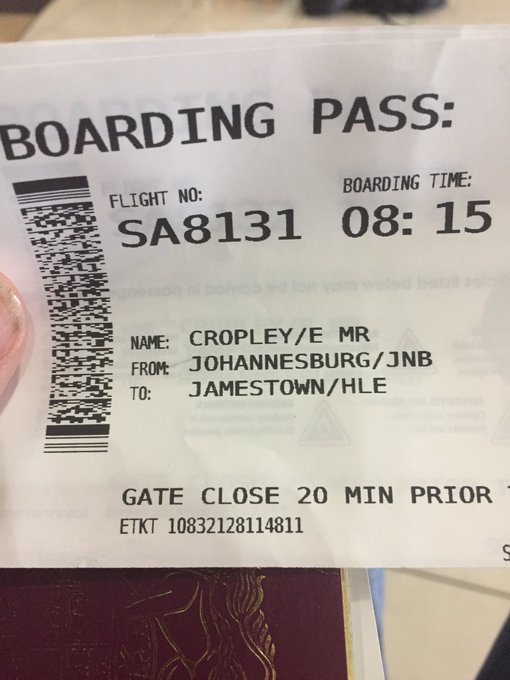 BOARDING PASS:
FLIGHT NO: BOARDING TIME:
SA8131 08: 15
NAME: CROPLEY/E MR
FROM: JOHANNESBURG/JNB
TO: JAMESTOWN/HLE
GATE CLOSE 20 MIN PRIOR
ETKT 10832128114811